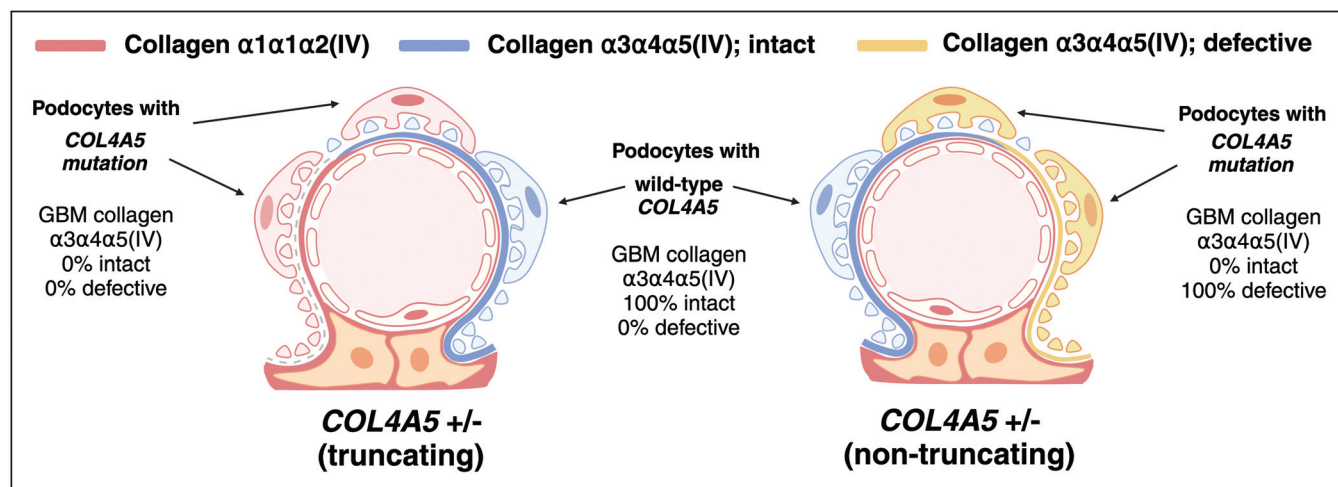 Collagen α1α1α2(IV)
Collagen α3α4α5(IV); intact
Collagen α3α4α5(IV); defective
Podocytes with
COL4A5
mutation
GBM collagen
α3α4α5(IV)
0% intact
0% defective
Podocytes with
wild-type
COL4A5
GBM collagen
α3α4α5(IV)
100% intact
0% defective
Podocytes with
COL4A5
mutation
GBM collagen
α3α4α5(IV)
0% intact
100% defective
COL4A5 +/-
(truncating)
COL4A5 +/-
(non-truncating)